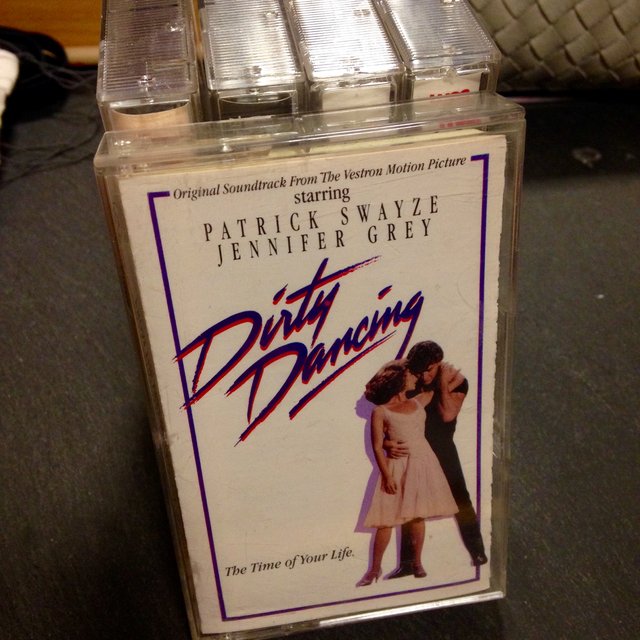 Original Soundtrack From The Vestron Motion Picture
starring
PATRICK SWAYZE
JENNIFER GREY
Dirty
Dancing
The Time of Your Life.